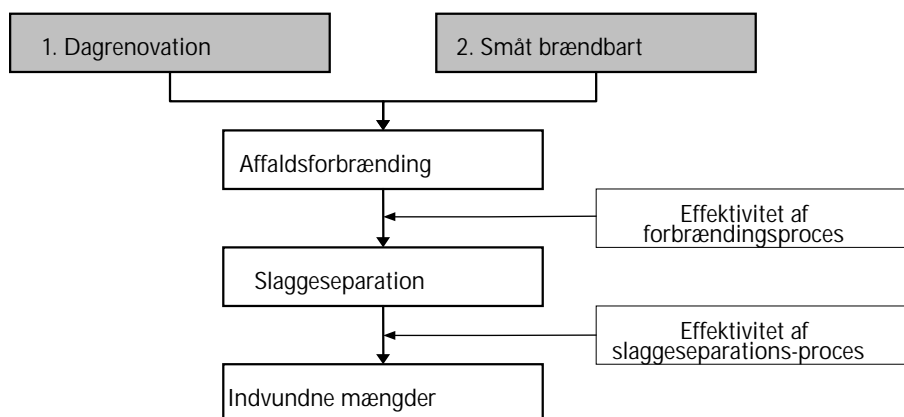 1. Dagrenovation
2. Småt brændbart
Affaldsforbrænding
Effektivitet af
forbrændingsproces
Slaggeseparation
Effektivitet af
slaggeseparations-proces
Indvundne mængder